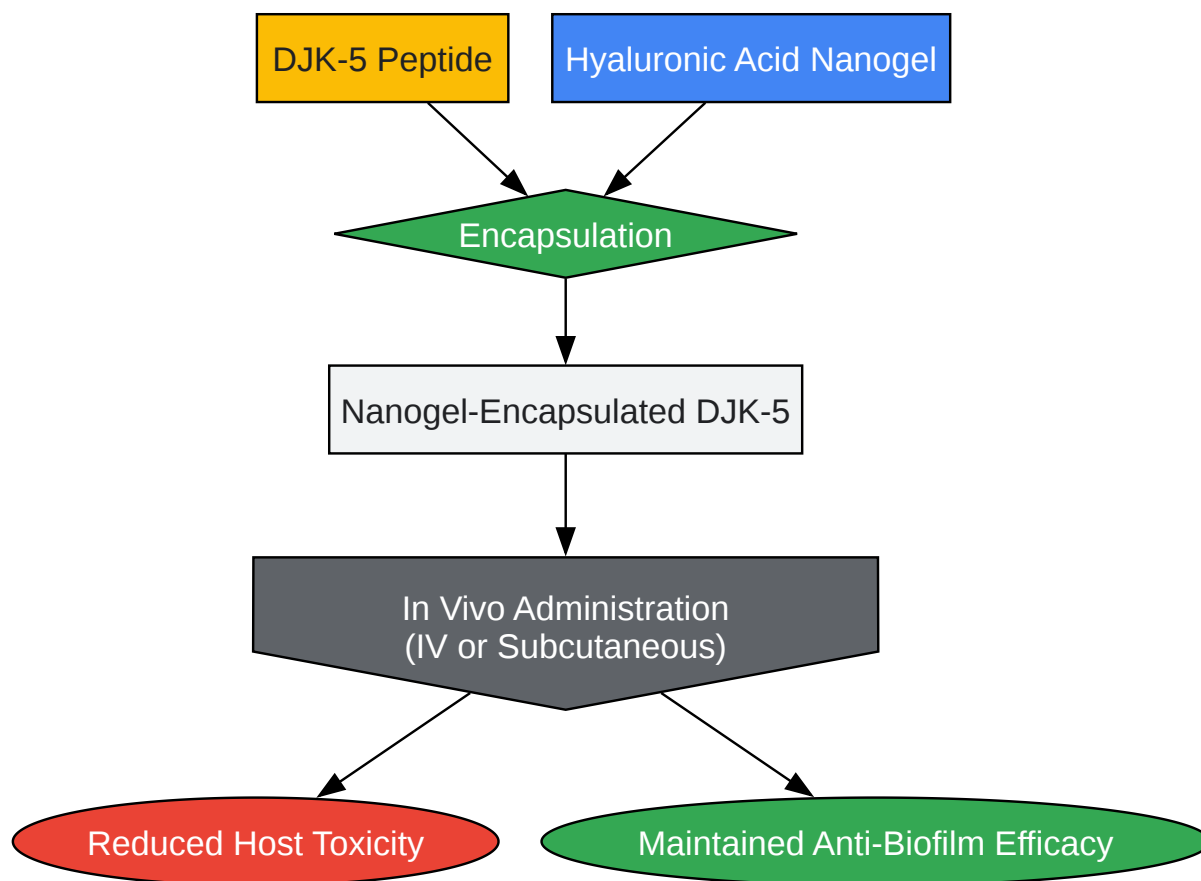 DJK-5 Peptide
Hyaluronic Acid Nanogel
Encapsulation
Nanogel-Encapsulated DJK-5
In Vivo Administration
(IV or Subcutaneous)
Reduced Host Toxicity
Maintained Anti-Biofilm Efficacy